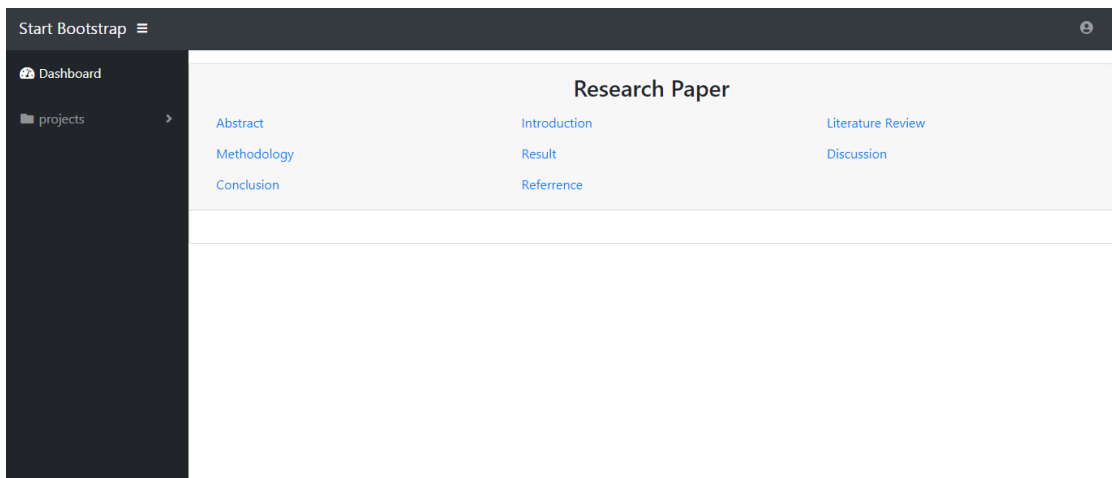 Start Bootstrap
Dashboard
projects
Research Paper
Abstract Introduction Literature Review
Methodology Result Discussion
Conclusion Referrence